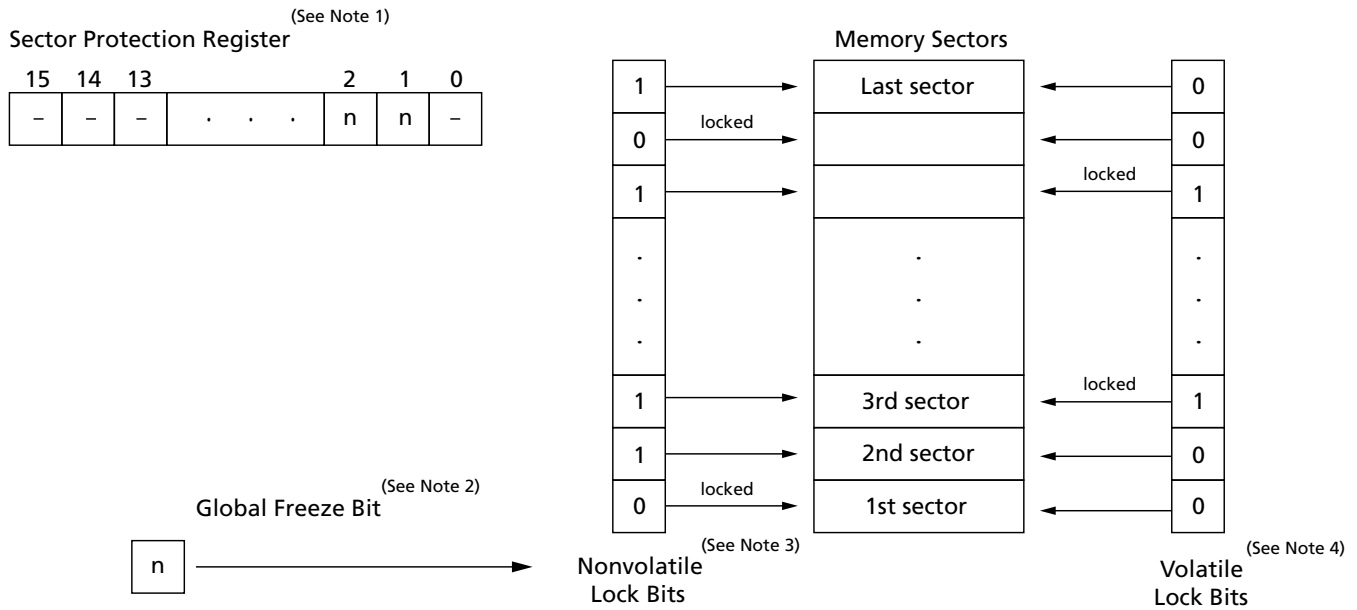 (See Note 1)
Sector Protection Register
15 14 13 2 1 0
– – – . . . n n –
Memory Sectors
1 Last sector 0
0 locked 0
1 locked 1
. . .
. . .
. . .
1 3rd sector locked 1
1 2nd sector 0
0 locked 1st sector 0
Global Freeze Bit (See Note 2)
n
Nonvolatile (See Note 3)
Lock Bits
Volatile (See Note 4)
Lock Bits